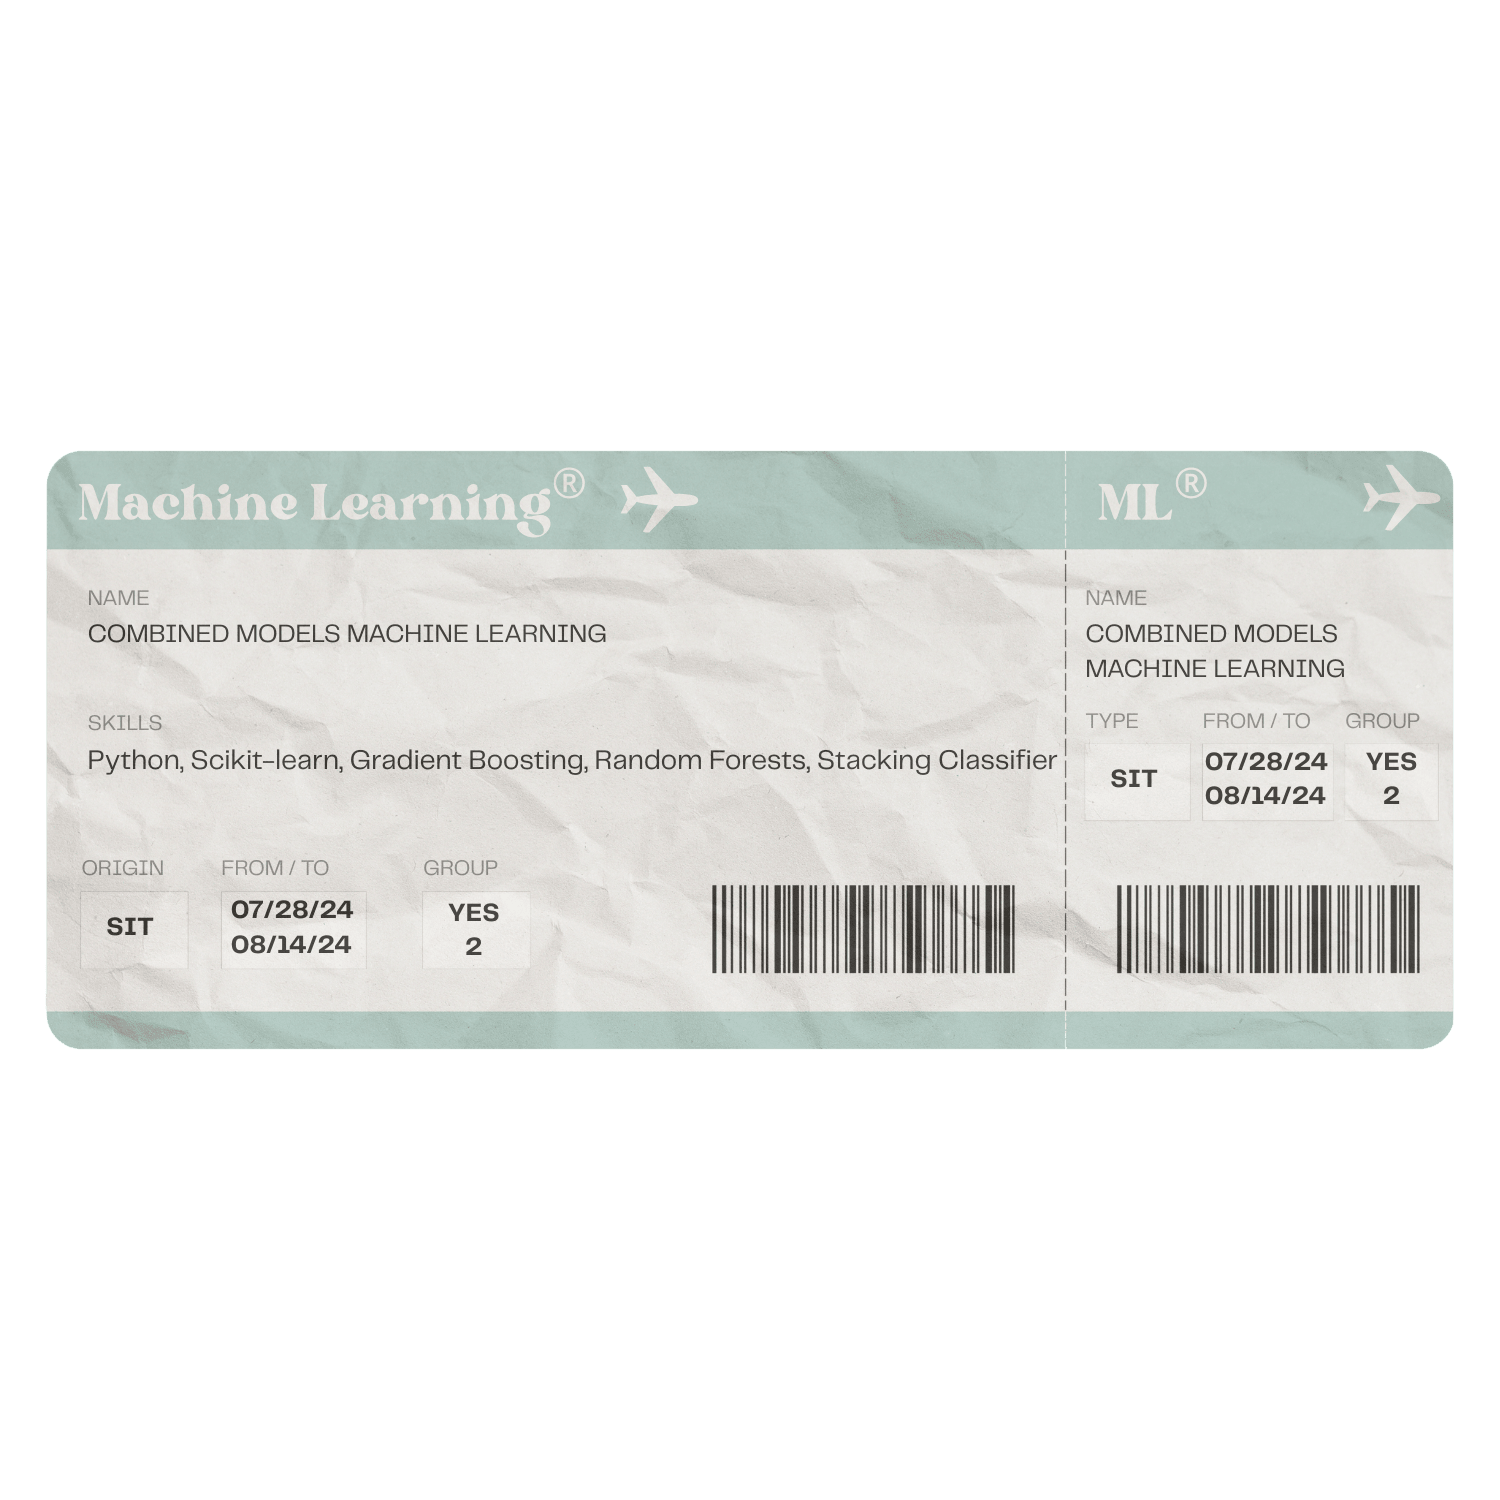 Machine Learning®
NAME
COMBINED MODELS MACHINE LEARNING
SKILLS
Python, Scikit-learn, Gradient Boosting, Random Forests, Stacking Classifier
ORIGIN FROM / TO GROUP
SIT 07/28/24 YES
08/14/24 2
ML®
NAME
COMBINED MODELS
MACHINE LEARNING
TYPE FROM / TO GROUP
SIT 07/28/24 YES
08/14/24 2